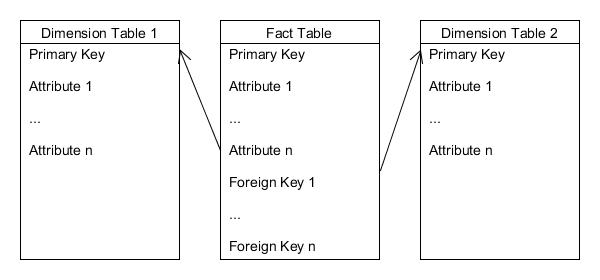 Dimension Table 1
Primary Key
Attribute 1
...
Attribute n
Fact Table
Primary Key
Attribute 1
...
Attribute n
Foreign Key 1
...
Foreign Key n
Dimension Table 2
Primary Key
Attribute 1
...
Attribute n